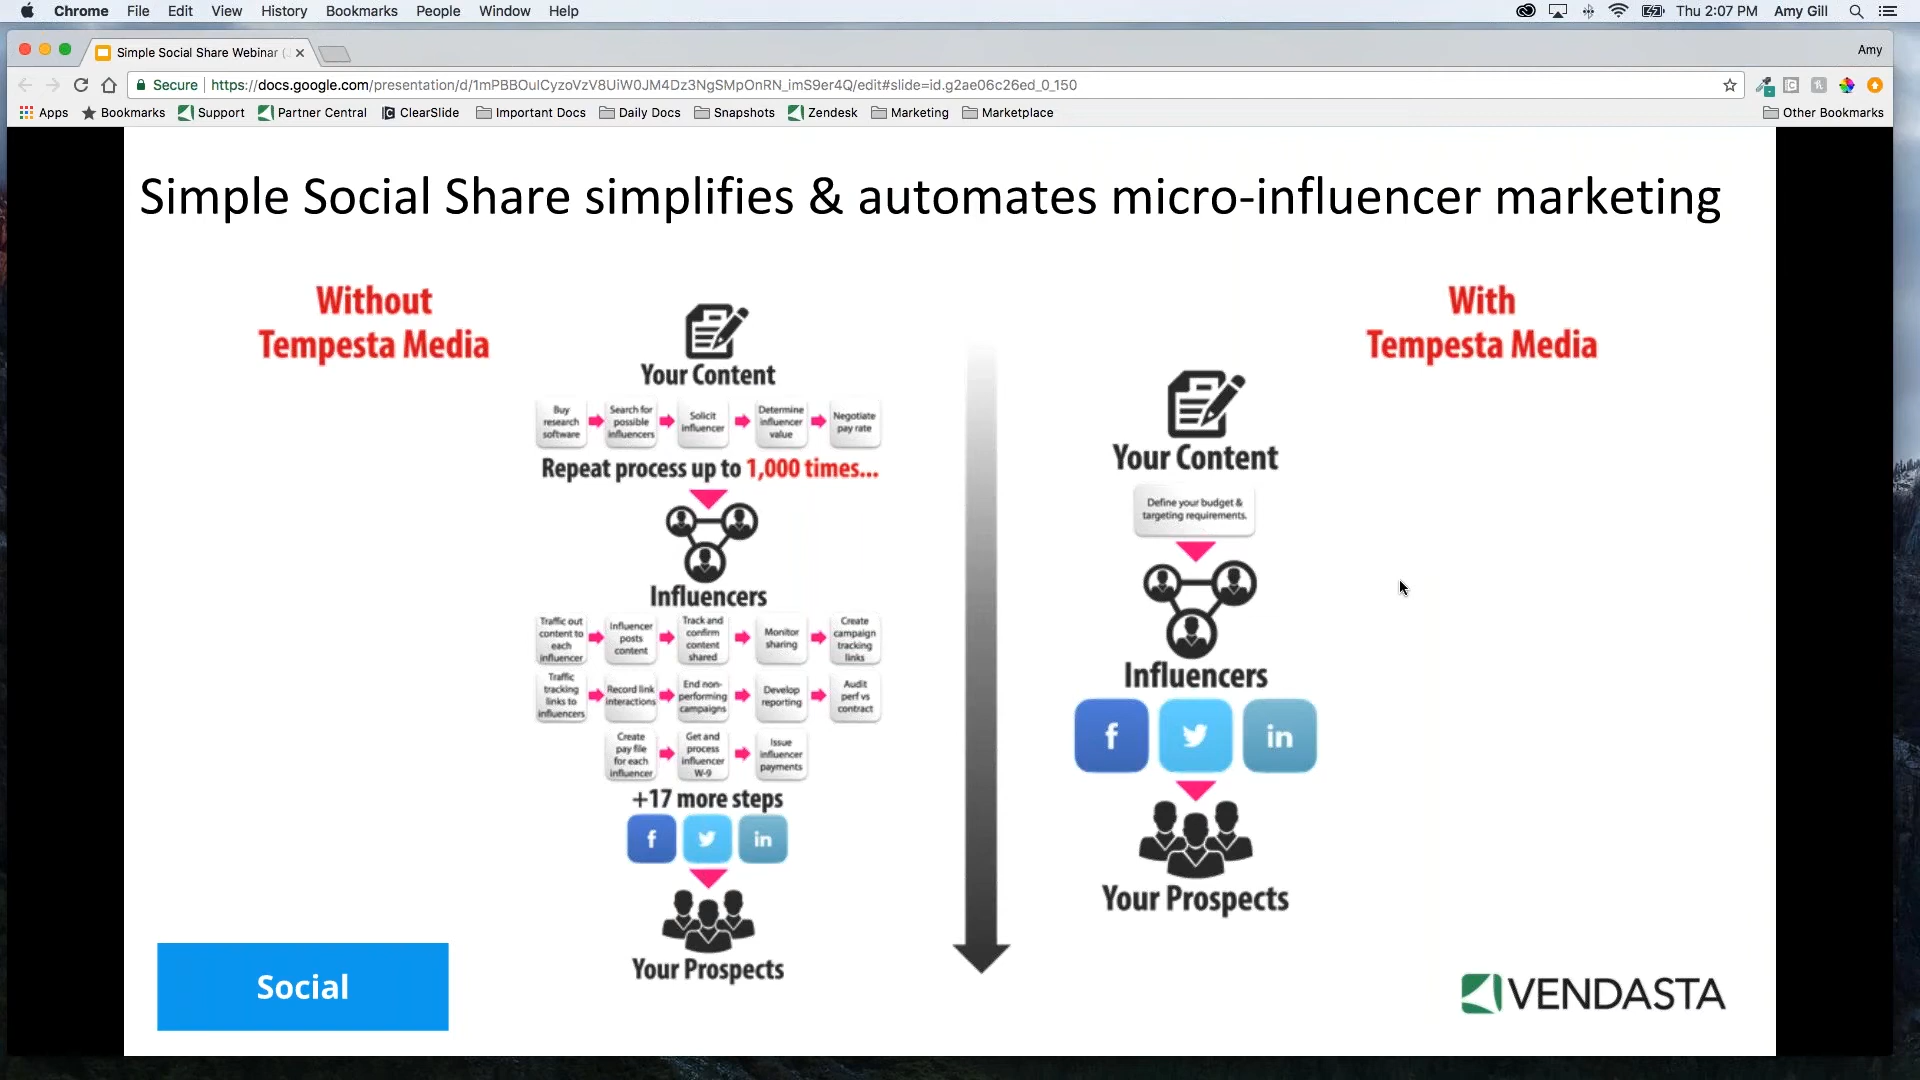 Chrome File Edit View History Bookmarks People Window Help
Thu 2:07 PM Amy Gill
Simple Social Share Webinar (
Amy
Secure https://docs.google.com/presentation/d/1mPBBOulCyzoVzV8UiW0JM4Dz3NgSMpOnRN_imS9er4Q/edit#slide=id.g2ae06c26ed_0_150
Apps Bookmarks Support Partner Central ClearSlide Important Docs Daily Docs Snapshots Zendesk Marketing Marketplace Other Bookmarks
Simple Social Share simplifies & automates micro-influencer marketing
Without
Tempesta Media
Your Content
Buy
research
software
Search for
possible
influencers
Solicit
influencer
Determine
influencer
value
Negotiate
pay rate
Repeat process up to 1,000 times...
Influencers
Traffic out
content to
each
influencer
Influencer
posts
content
Track and
confirm
content
shared
Monitor
sharing
Create
campaign
tracking
links
Traffic
tracking
links to
influencers
Record link
interactions
End non-
performing
campaigns
Develop
reporting
Audit
perf vs
contract
Create
pay file
for each
influencer
Get and
process
influencer
W-9
Issue
influencer
payments
+17 more steps
f
in
Your Prospects
With
Tempesta Media
Your Content
Define your budget &
targeting requirements.
Influencers
f
in
Your Prospects
Social
VENDASTA